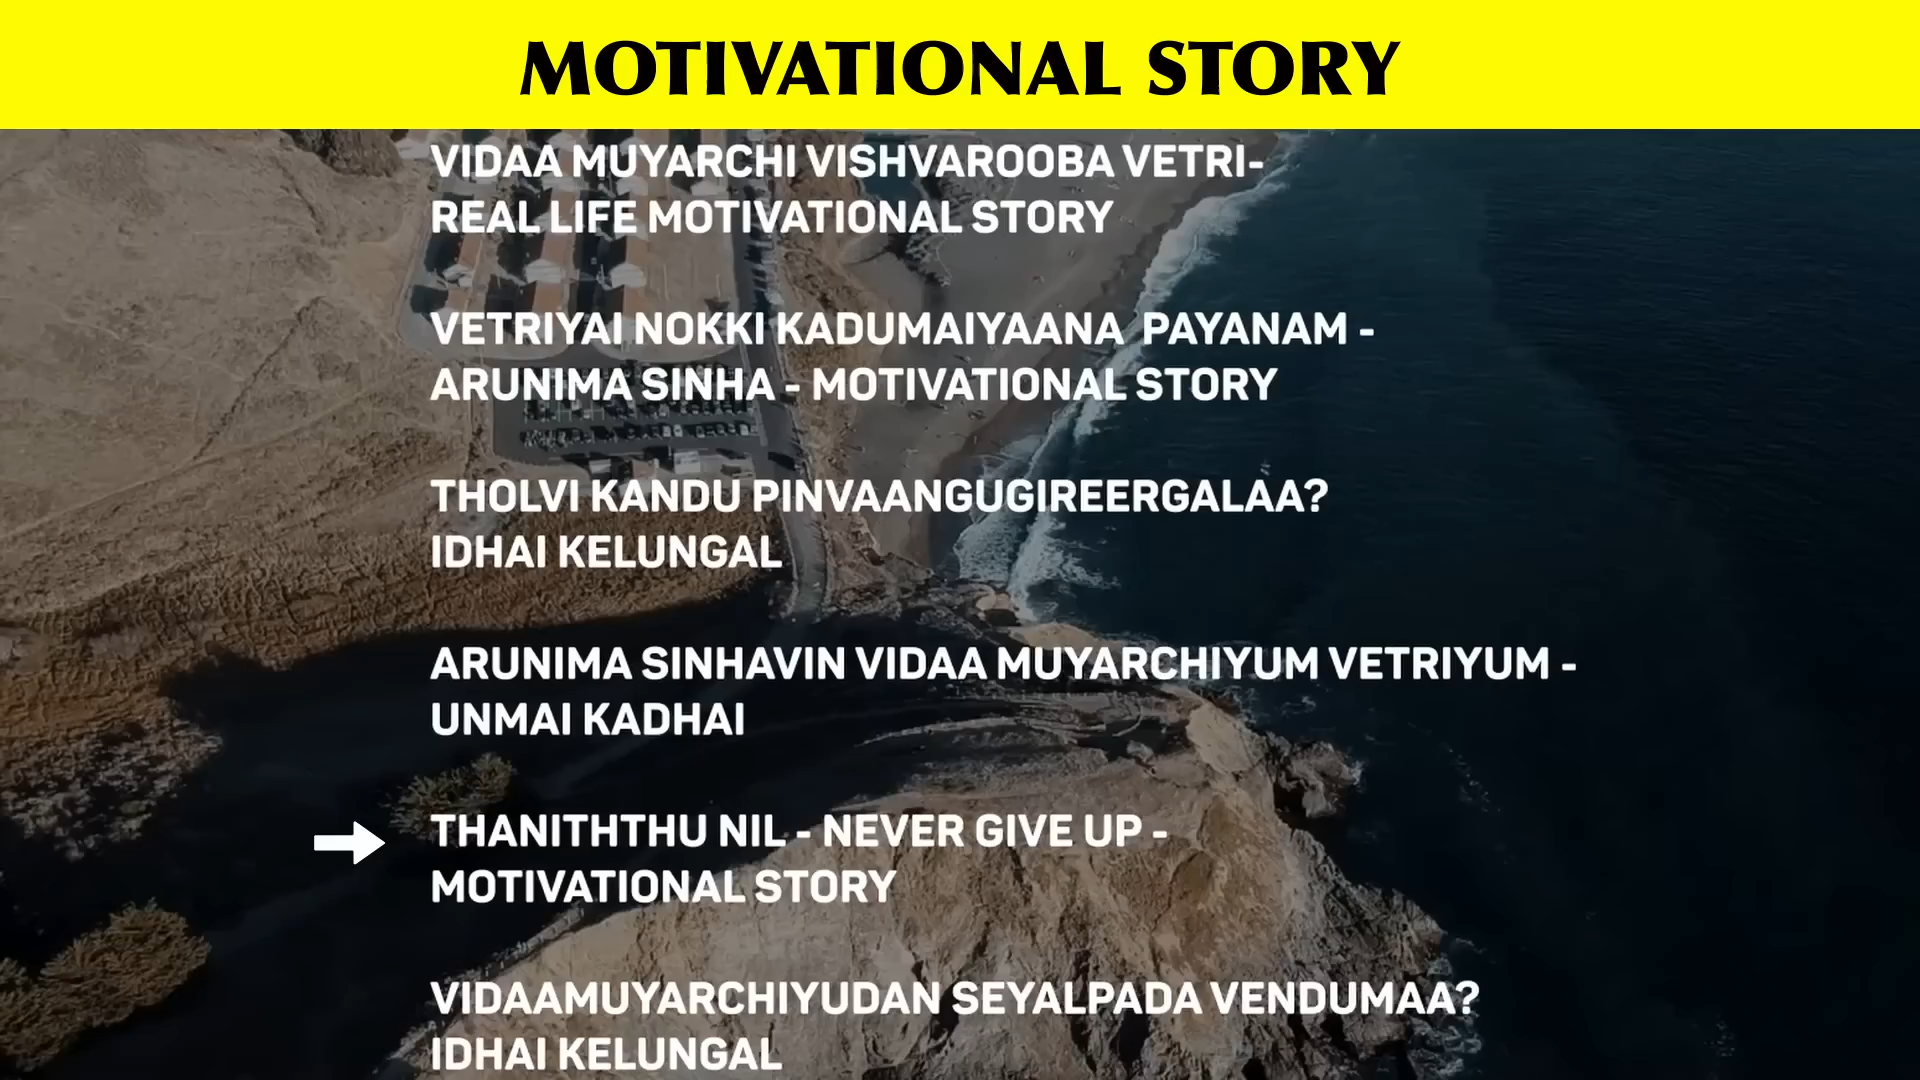 MOTIVATIONAL STORY
VIDAA MUYARCHI VISHVAROOBA VETRI-
REAL LIFE MOTIVATIONAL STORY
VETRIYAI NOKKI KADUMAIYAANA PAYANAM -
ARUNIMA SINHA - MOTIVATIONAL STORY
THOLVI KANDU PINVAANGUGIREERGALAA?
IDHAI KELUNGAL
ARUNIMA SINHAVIN VIDAA MUYARCHIYUM VETRIYUM -
UNMAI KADHAI
THANITHTHU NIL - NEVER GIVE UP -
MOTIVATIONAL STORY
VIDAAMUYARCHIYUDAN SEYALPADA VENDUMAA?
IDHAI KELUNGAL